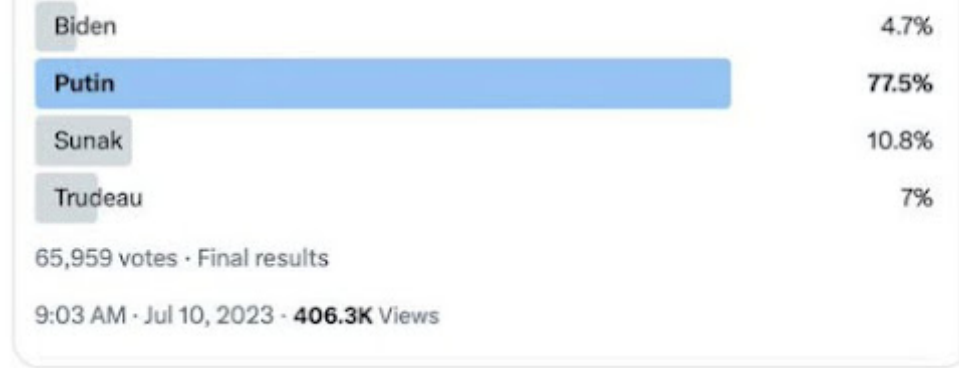 Biden 4.7%
Putin 77.5%
Sunak 10.8%
Trudeau 7%
65,959 votes · Final results
9:03 AM · Jul 10, 2023 · 406.3K Views